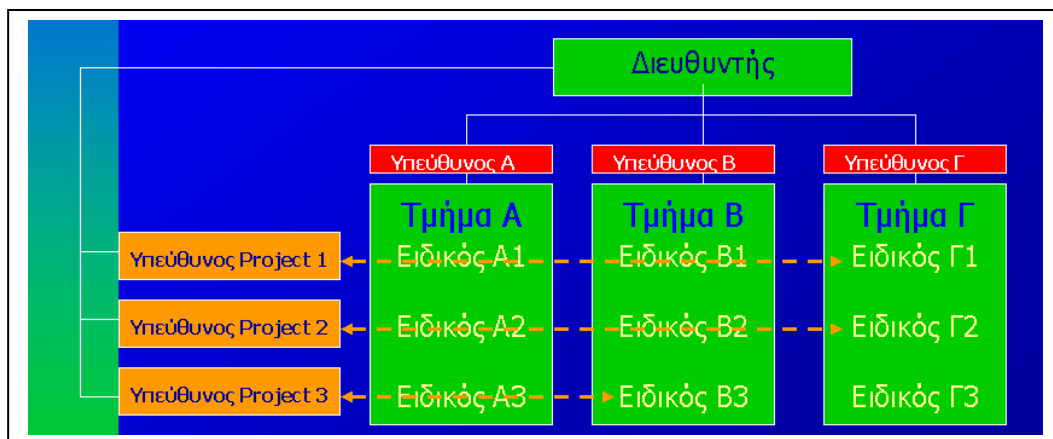 Διευθυντής
Υπεύθυνος Α
Υπεύθυνος Β
Υπεύθυνος Γ
Τμήμα Α
Τμήμα Β
Τμήμα Γ
Υπεύθυνος Project 1
Ειδικός Α1
Ειδικός Β1
Ειδικός Γ1
Υπεύθυνος Project 2
Ειδικός Α2
Ειδικός Β2
Ειδικός Γ2
Υπεύθυνος Project 3
Ειδικός Α3
Ειδικός Β3
Ειδικός Γ3